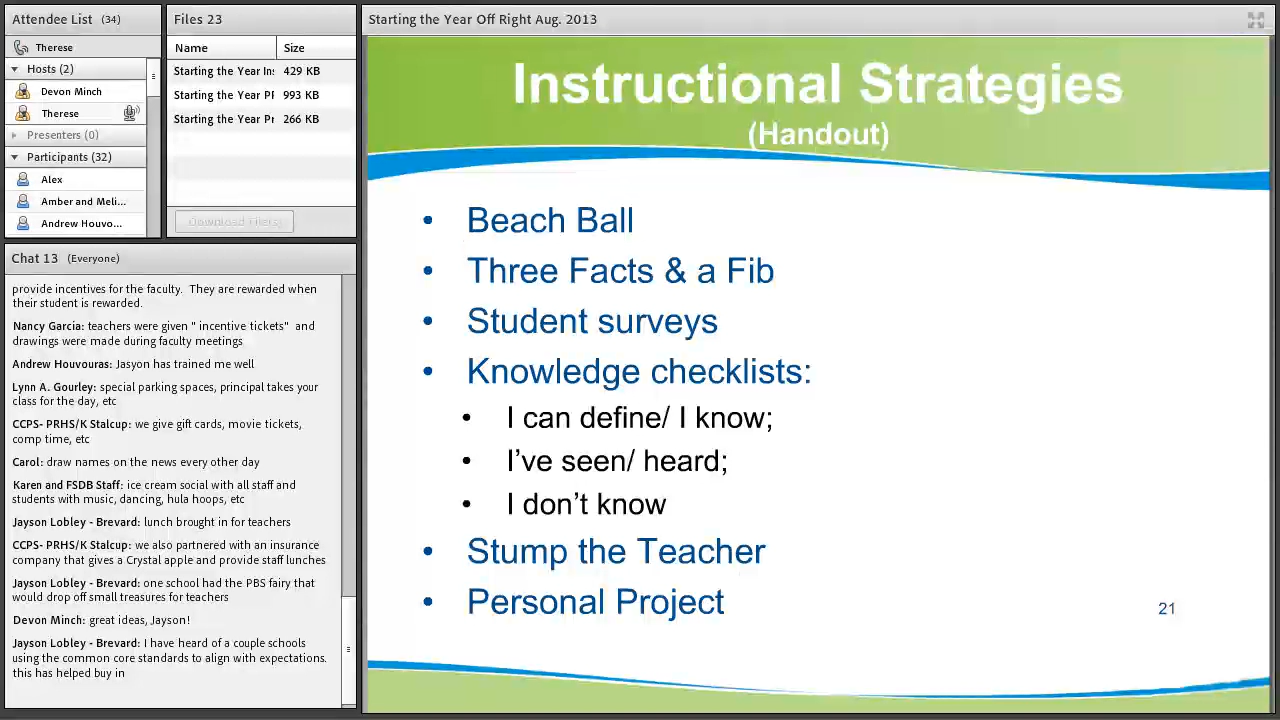 Attendee List (34)
Therese
Hosts (2)
Devon Minch
Therese
Presenters (0)
Participants (32)
Alex
Amber and Meli...
Andrew Houvo...
Files 23
Name Size
Starting the Year In: 429 KB
Starting the Year PI 993 KB
Starting the Year Pr 266 KB
Download File(s)
Chat 13 (Everyone)
provide incentives for the faculty. They are rewarded when
their student is rewarded.
Nancy Garcia: teachers were given " incentive tickets" and
drawings were made during faculty meetings
Andrew Houvouras: Jasyon has trained me well
Lynn A. Gourley: special parking spaces, principal takes your
class for the day, etc
CCPS- PRHS/K Stalcup: we give gift cards, movie tickets,
comp time, etc
Carol: draw names on the news every other day
Karen and FSDB Staff: ice cream social with all staff and
students with music, dancing, hula hoops, etc
Jayson Lobley - Brevard: lunch brought in for teachers
CCPS- PRHS/K Stalcup: we also partnered with an insurance
company that gives a Crystal apple and provide staff lunches
Jayson Lobley - Brevard: one school had the PBS fairy that
would drop off small treasures for teachers
Devon Minch: great ideas, Jayson!
Jayson Lobley - Brevard: I have heard of a couple schools
using the common core standards to align with expectations.
this has helped buy in
Starting the Year Off Right Aug. 2013
Instructional Strategies
(Handout)
• Beach Ball
• Three Facts & a Fib
• Student surveys
• Knowledge checklists:
• I can define/ I know;
• I've seen/ heard;
• I don't know
• Stump the Teacher
• Personal Project
21